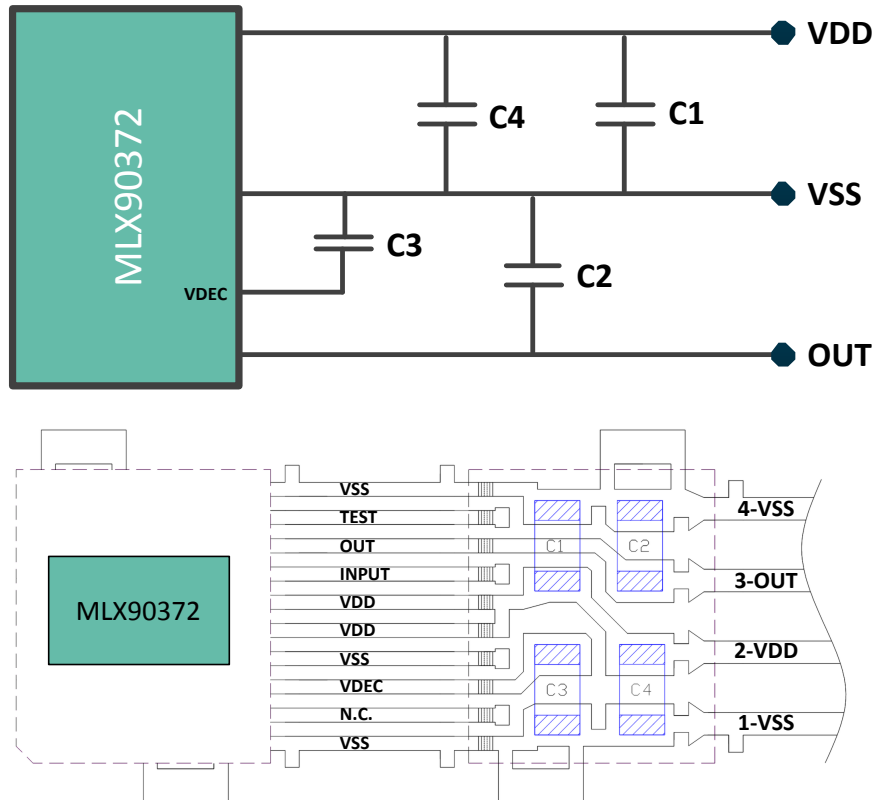 VDD
C4
C1
MLX90372
VSS
C3
C2
VDEC
OUT
VSS
TEST
OUT
INPUT
VDD
VDD
VSS
VDEC
N.C.
VSS
MLX90372
C1
C2
C3
C4
4-VSS
3-OUT
2-VDD
1-VSS